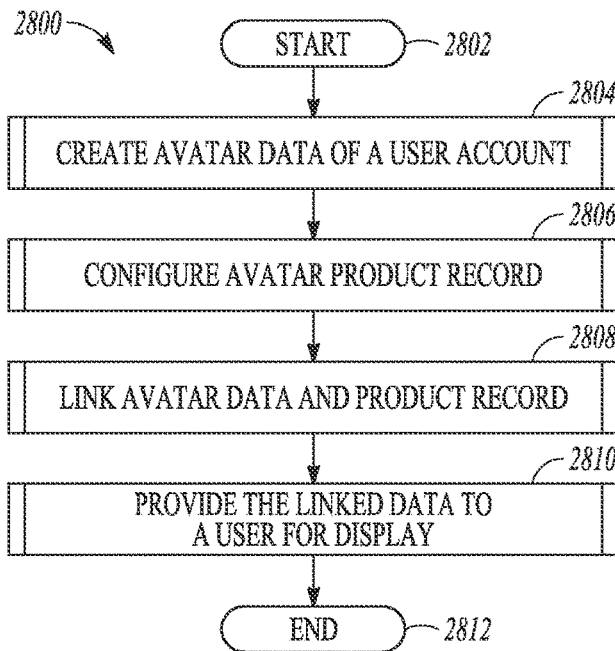 2800
START
2802
2804
CREATE AVATAR DATA OF A USER ACCOUNT
2806
CONFIGURE AVATAR PRODUCT RECORD
2808
LINK AVATAR DATA AND PRODUCT RECORD
2810
PROVIDE THE LINKED DATA TO
A USER FOR DISPLAY
END
2812